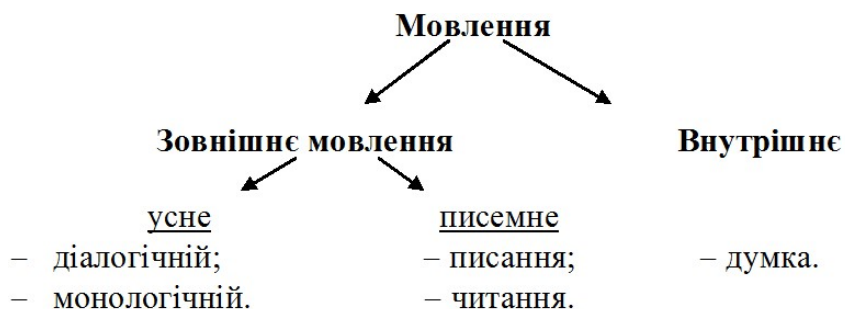 Мовлення
Зовнішнє мовлення Внутрішнє
усне писемне
– діалогічній; – писання; – думка.
– монологічній. – читання.